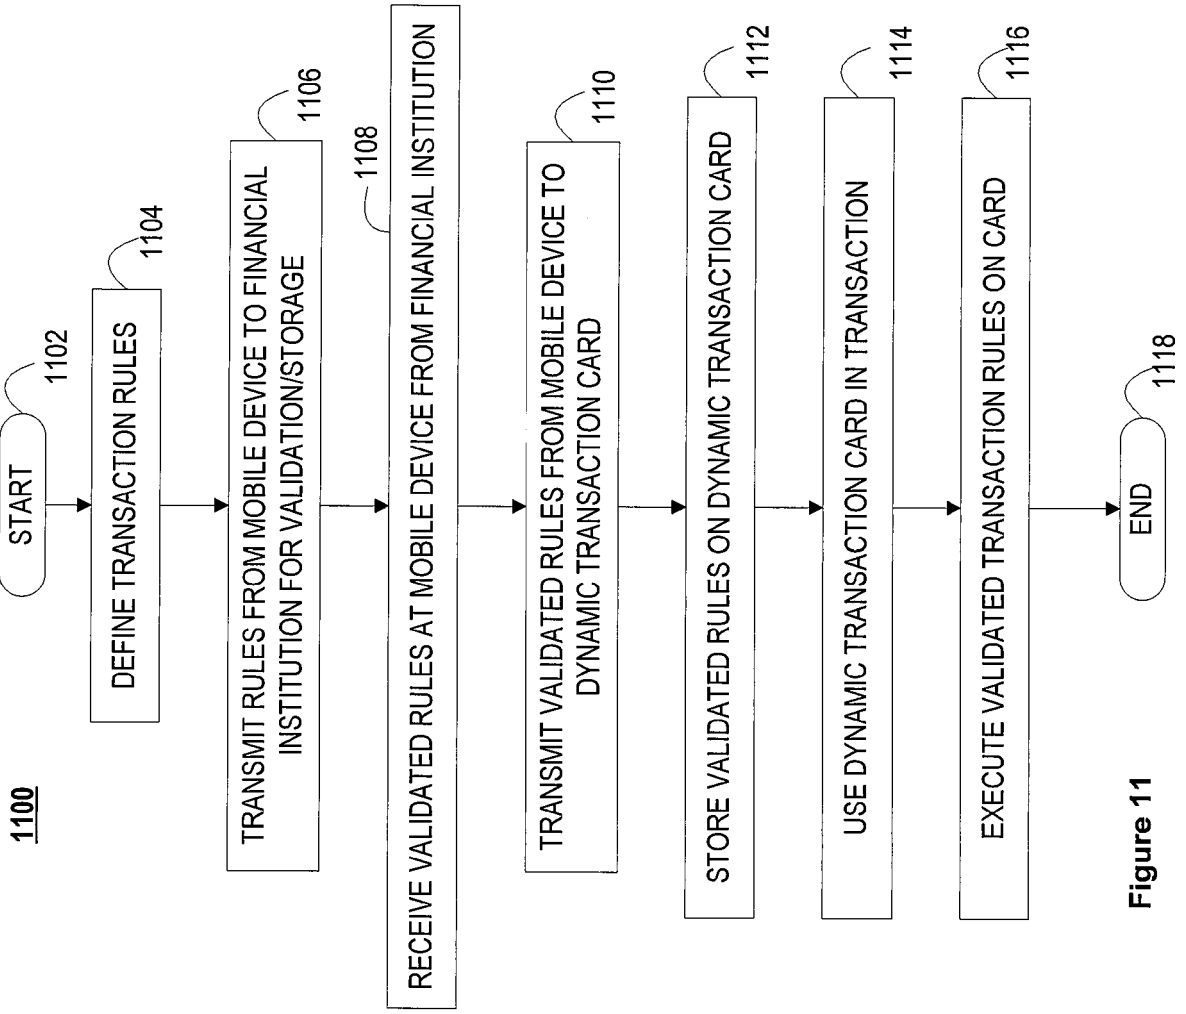 1100
START
1102
DEFINE TRANSACTION RULES
1104
TRANSMIT RULES FROM MOBILE DEVICE TO FINANCIAL
INSTITUTION FOR VALIDATION/STORAGE
1106
1108
RECEIVE VALIDATED RULES AT MOBILE DEVICE FROM FINANCIAL INSTITUTION
TRANSMIT VALIDATED RULES FROM MOBILE DEVICE TO
DYNAMIC TRANSACTION CARD
1110
STORE VALIDATED RULES ON DYNAMIC TRANSACTION CARD
1112
USE DYNAMIC TRANSACTION CARD IN TRANSACTION
1114
EXECUTE VALIDATED TRANSACTION RULES ON CARD
1116
END
1118
Figure 11